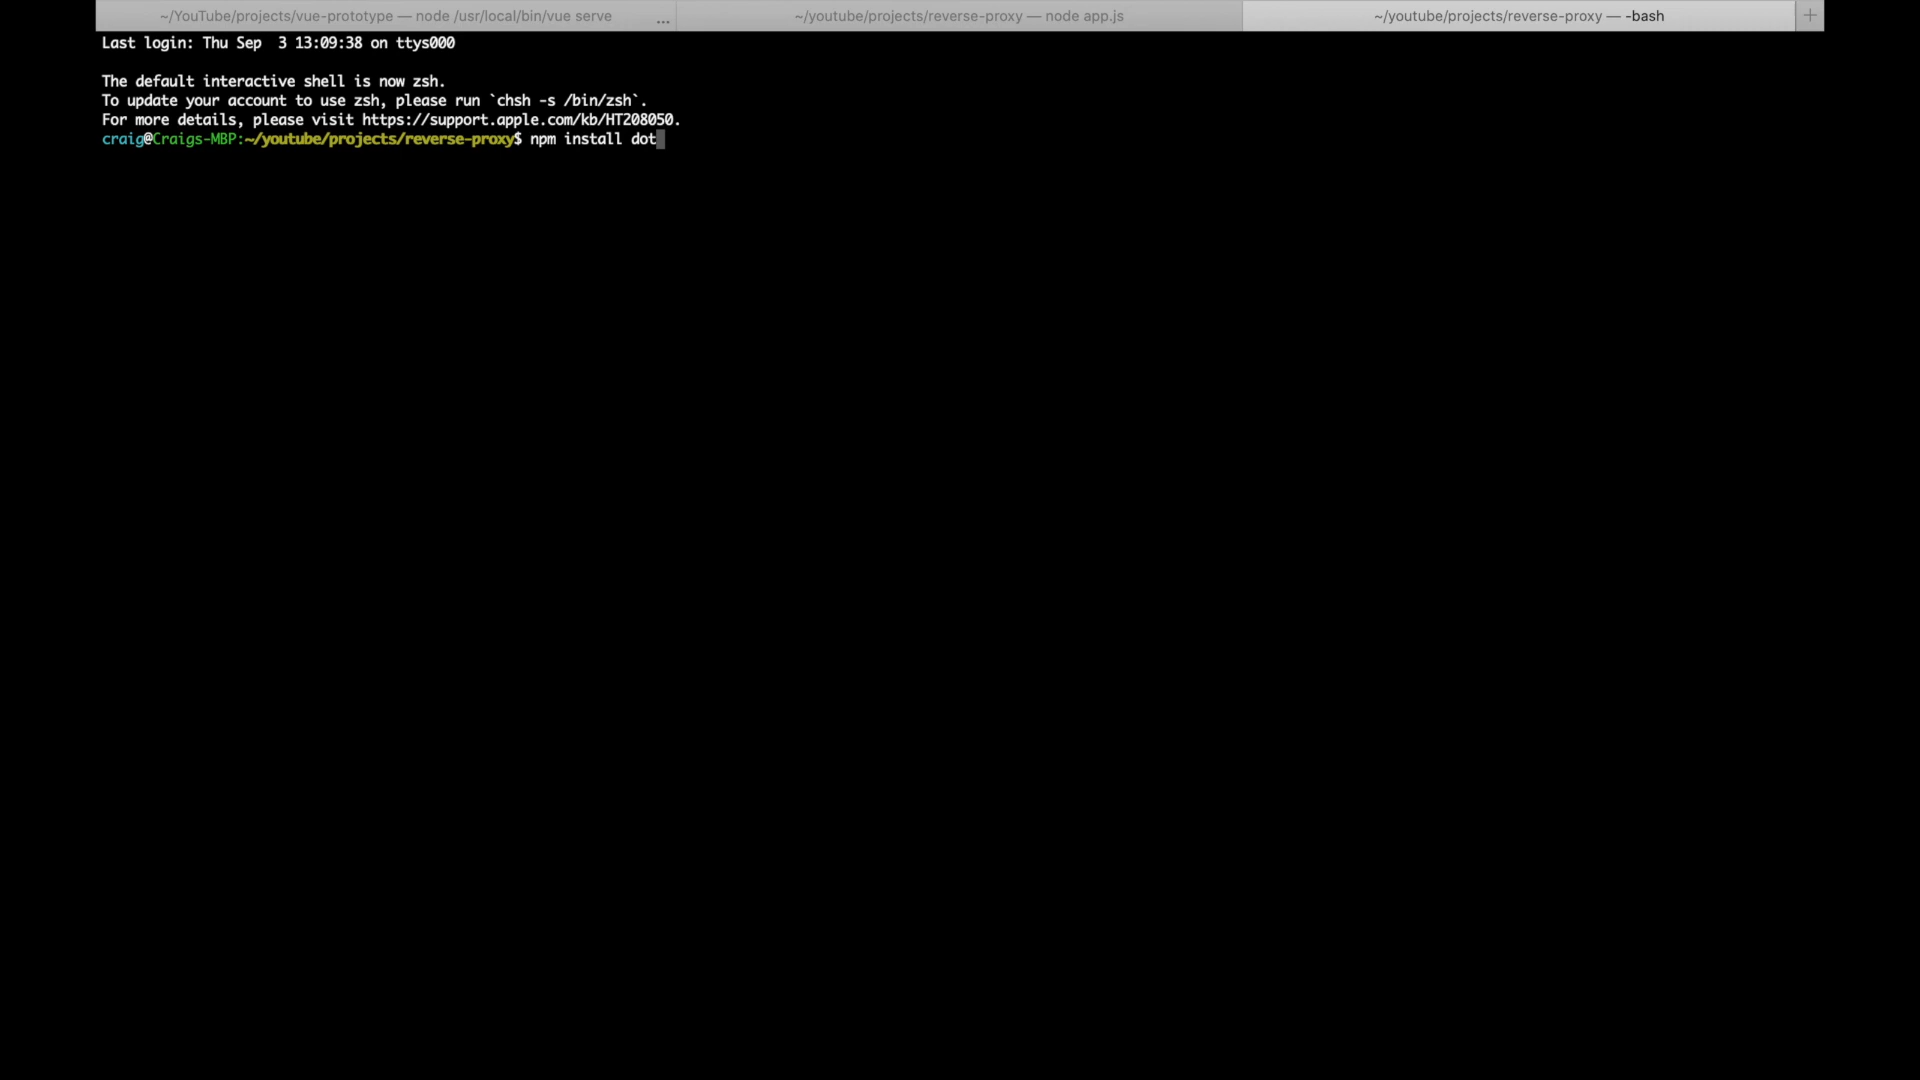 ~/YouTube/projects/vue-prototype — node /usr/local/bin/vue serve ...
~/youtube/projects/reverse-proxy — node app.js
~/youtube/projects/reverse-proxy — -bash
+
Last login: Thu Sep  3 13:09:38 on ttys000
The default interactive shell is now zsh.
To update your account to use zsh, please run `chsh -s /bin/zsh`.
For more details, please visit https://support.apple.com/kb/HT208050.
craig@Craigs-MBP:~/youtube/projects/reverse-proxy$ npm install dot